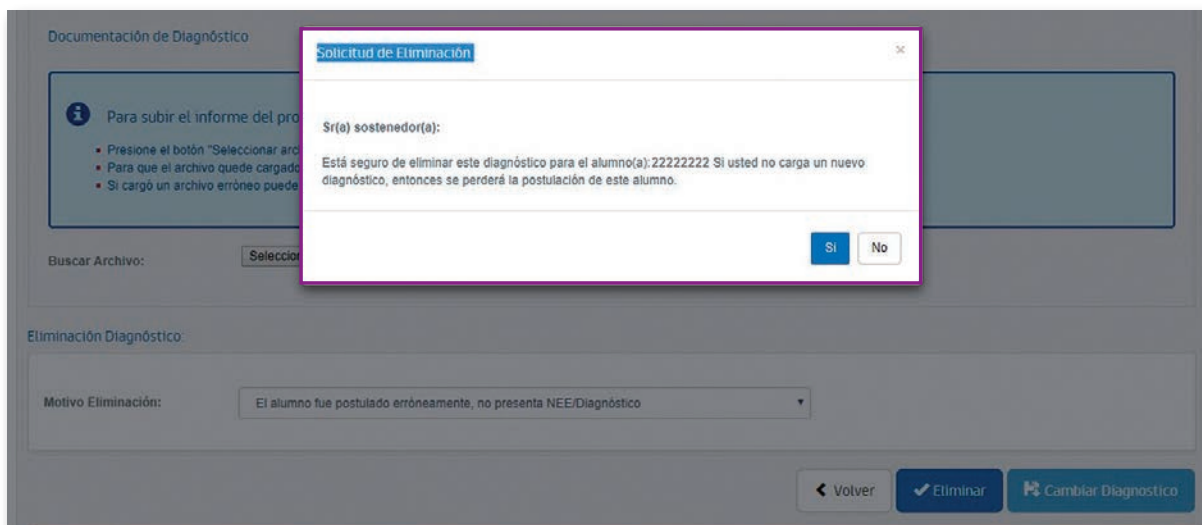 Documentación de Diagnóstico
Solicitud de Eliminación
×
Para subir el informe del pro
Presione el botón "Seleccionar arc
Para que el archivo quede cargado
Si cargó un archivo erróneo puede
Sr(a) sostenedor(a):
Está seguro de eliminar este diagnóstico para el alumno(a):22222222 Si usted no carga un nuevo
diagnóstico, entonces se perderá la postulación de este alumno.
Si No
Buscar Archivo: Seleccion
Eliminación Diagnóstico:
Motivo Eliminación: El alumno fue postulado erróneamente, no presenta NEE/Diagnóstico
Volver Eliminar Cambiar Diagnostico